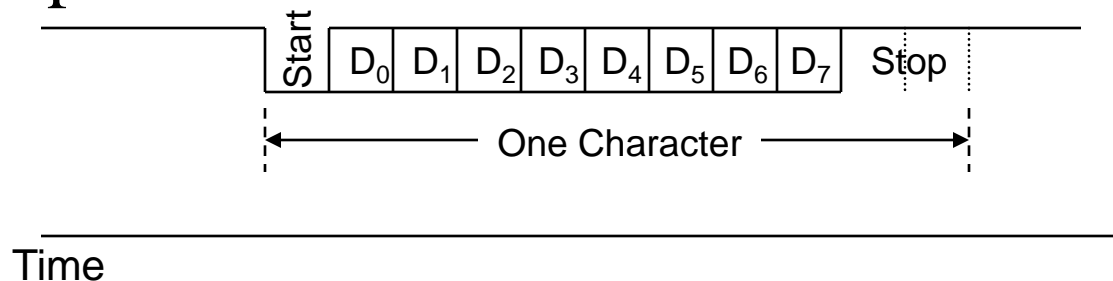 Start D₀ D₁ D₂ D₃ D₄ D₅ D₆ D₇ Stop
One Character
Time